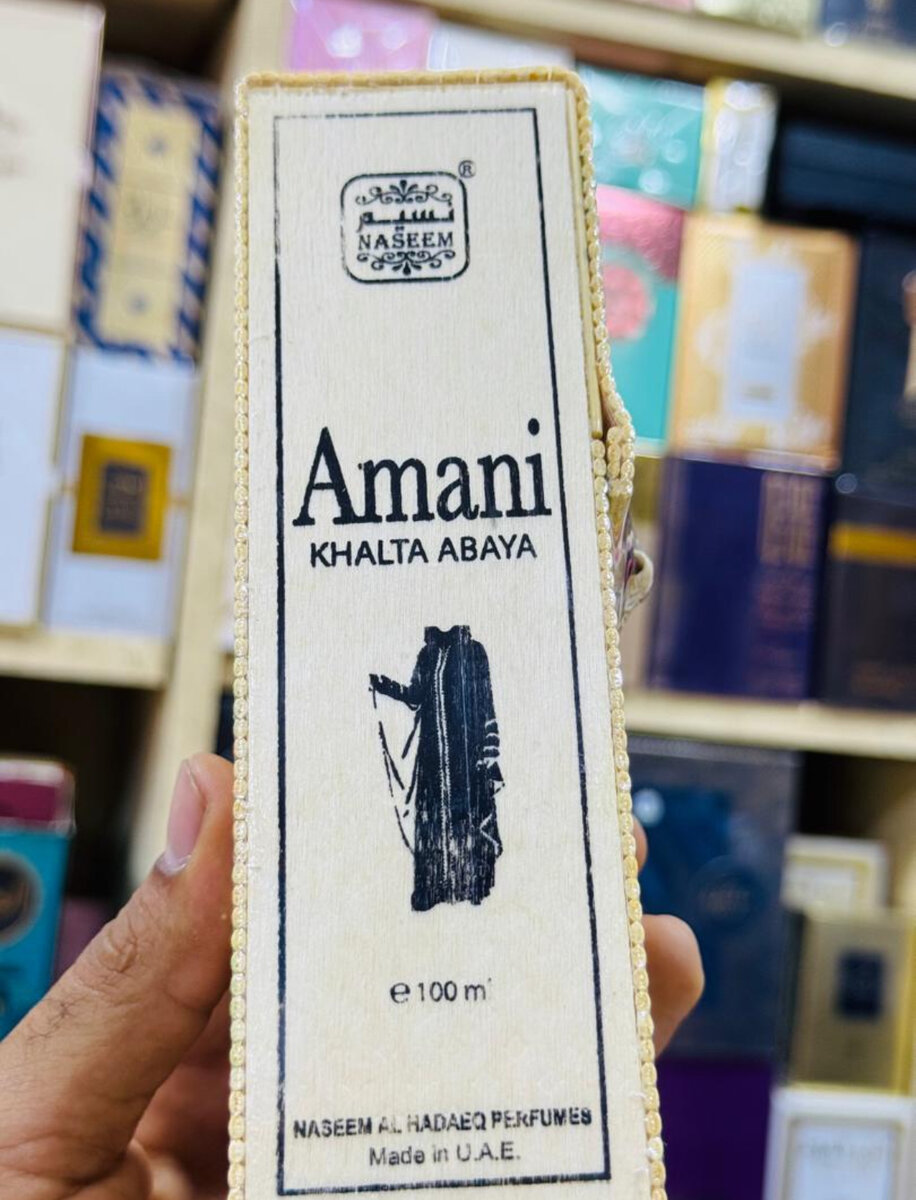 ®
نسيم
NASEEM
Amani
KHALTA ABAYA
e 100 ml
NASEEM AL HADAEQ PERFUMES
Made in U.A.E.